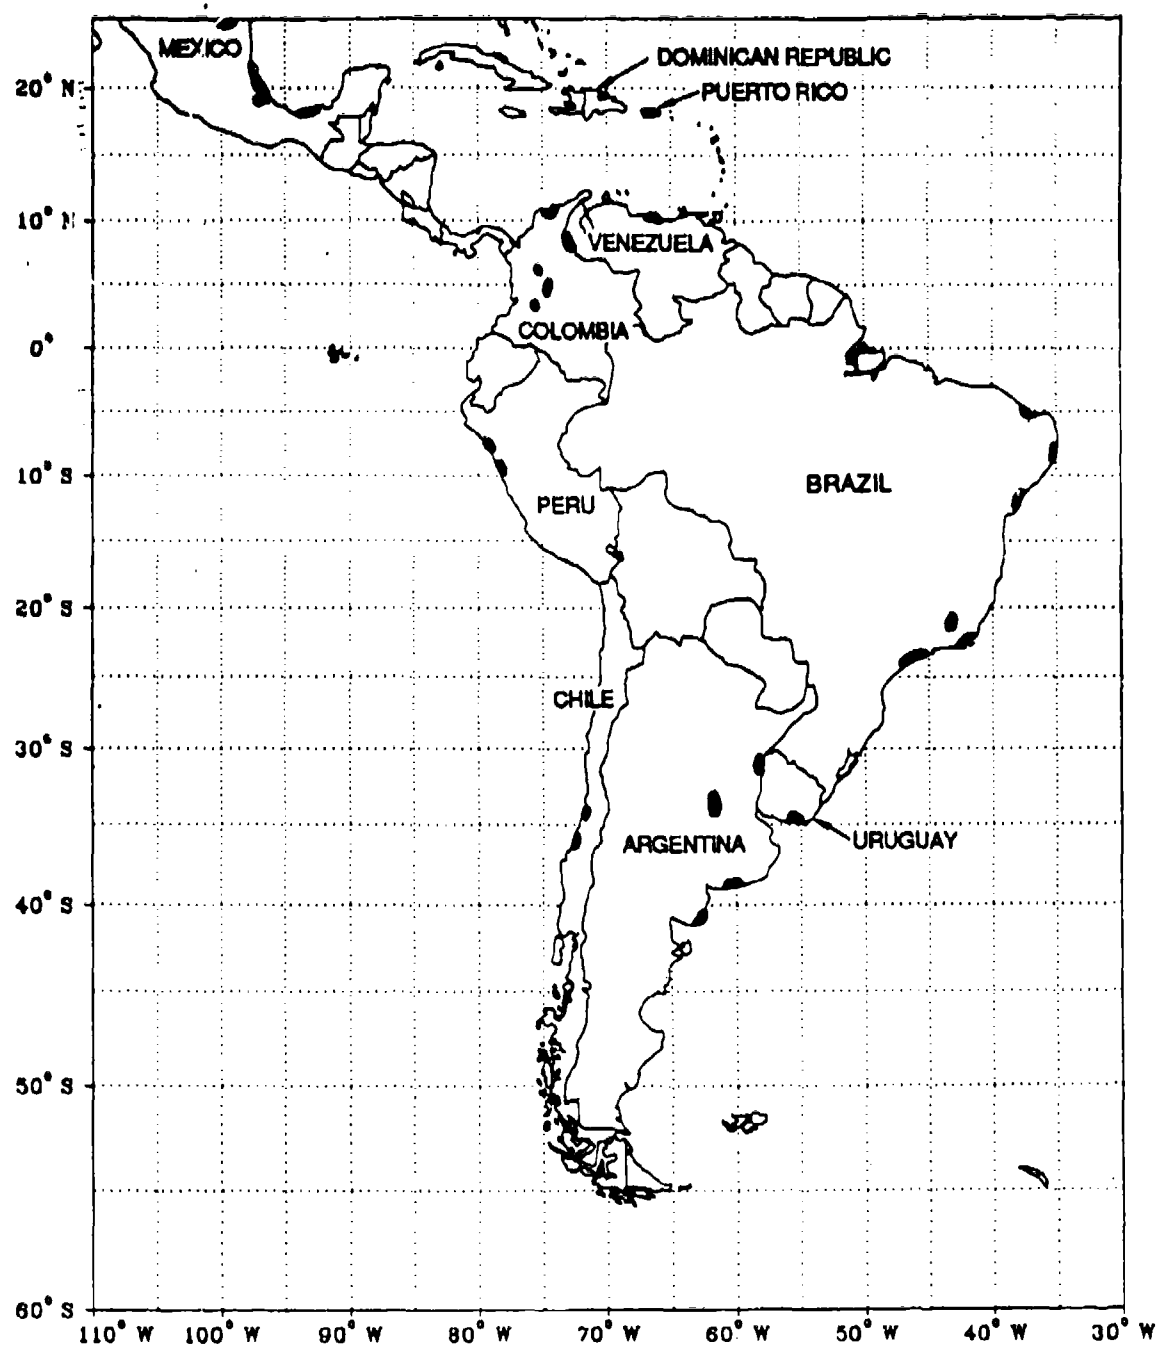 MEXICO
DOMINICAN REPUBLIC
20° N
PUERTO RICO
10° N
VENEZUELA
COLOMBIA
0°
10° S
BRAZIL
PERU
20° S
CHILE
30° S
ARGENTINA
URUGUAY
40° S
50° S
60° S
110° W 100° W 90° W 80° W 70° W 60° W 50° W 40° W 30° W